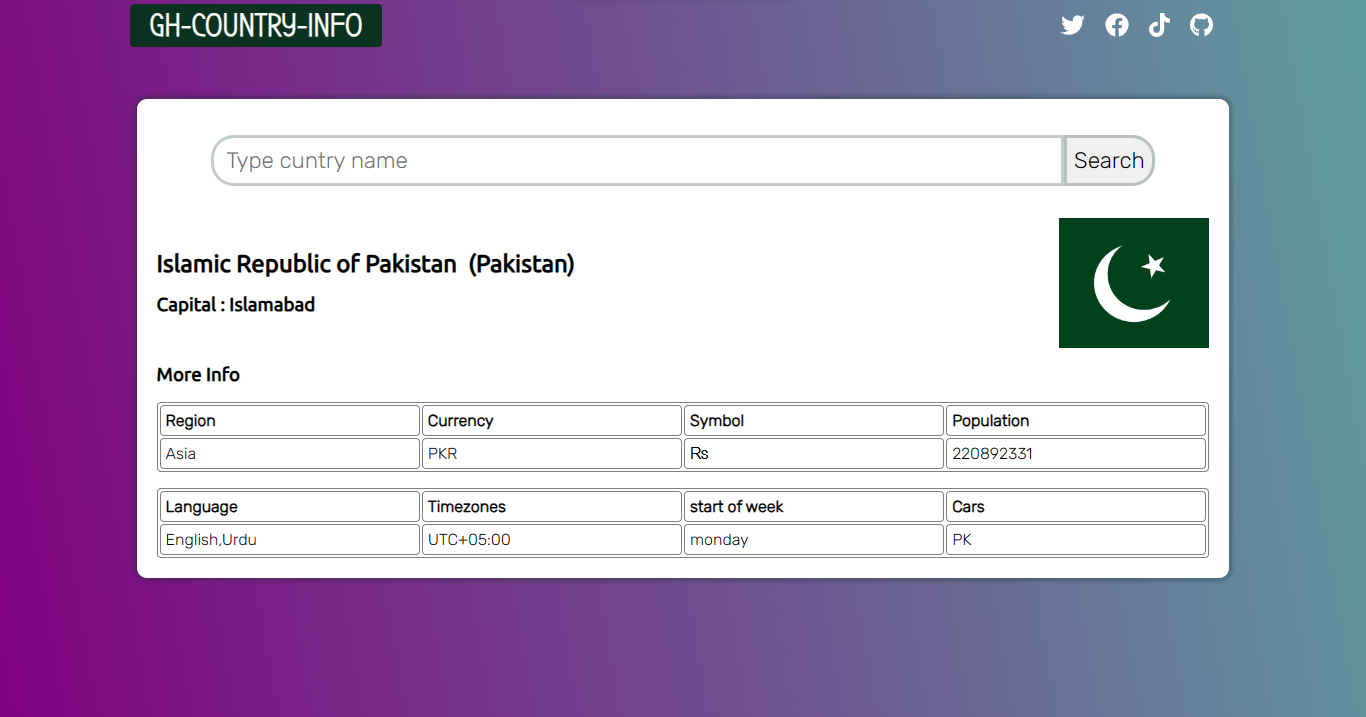 GH-COUNTRY-INFO
Type cuntry name
Search
Islamic Republic of Pakistan (Pakistan)
Capital : Islamabad
More Info
Region Currency Symbol Population
Asia PKR ₨ 220892331
Language Timezones start of week Cars
English,Urdu UTC+05:00 monday PK